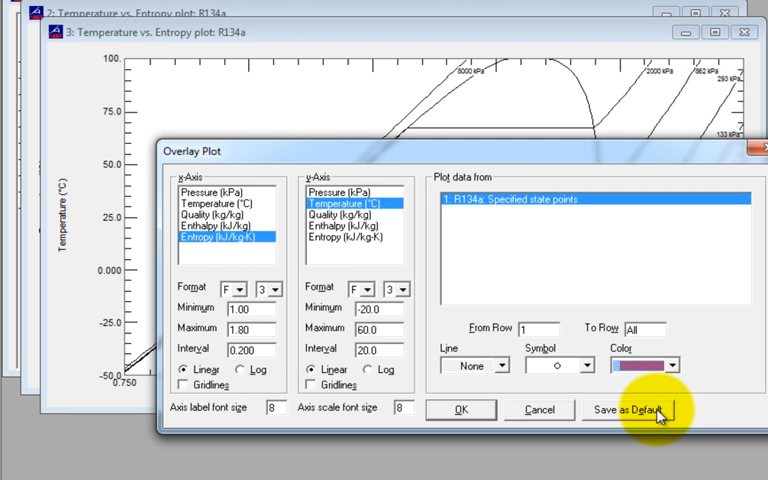 2: Temperature vs. Entropy plot: R134a
3: Temperature vs. Entropy plot: R134a
100.
75.0
50.0
25.0
0.000
-25.0
-50.0
0.750
Temperature (°C)
8000 kPa
2000 kPa
862 kPa
293 kPa
133 kPa
Overlay Plot
x-Axis
Pressure (kPa)
Temperature (°C)
Quality (kg/kg)
Enthalpy (kJ/kg)
Entropy (kJ/kg-K)
Format F 3
Minimum 1.00
Maximum 1.80
Interval 0.200
Linear Log
Gridlines
Axis label font size 8
y-Axis
Pressure (kPa)
Temperature (°C)
Quality (kg/kg)
Enthalpy (kJ/kg)
Entropy (kJ/kg-K)
Format F 3
Minimum -20.0
Maximum 60.0
Interval 20.0
Linear Log
Gridlines
Axis scale font size 8
Plot data from
1: R134a: Specified state points
From Row 1 To Row All
Line Symbol Color
None
OK Cancel Save as Default